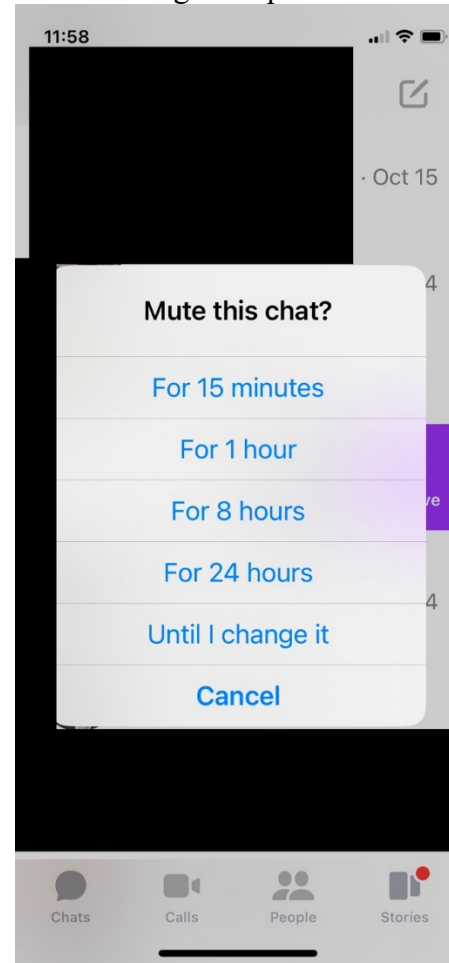 11:58
· Oct 15
4
Mute this chat?
For 15 minutes
For 1 hour
For 8 hours
ve
For 24 hours
4
Until I change it
Cancel
Chats Calls People Stories